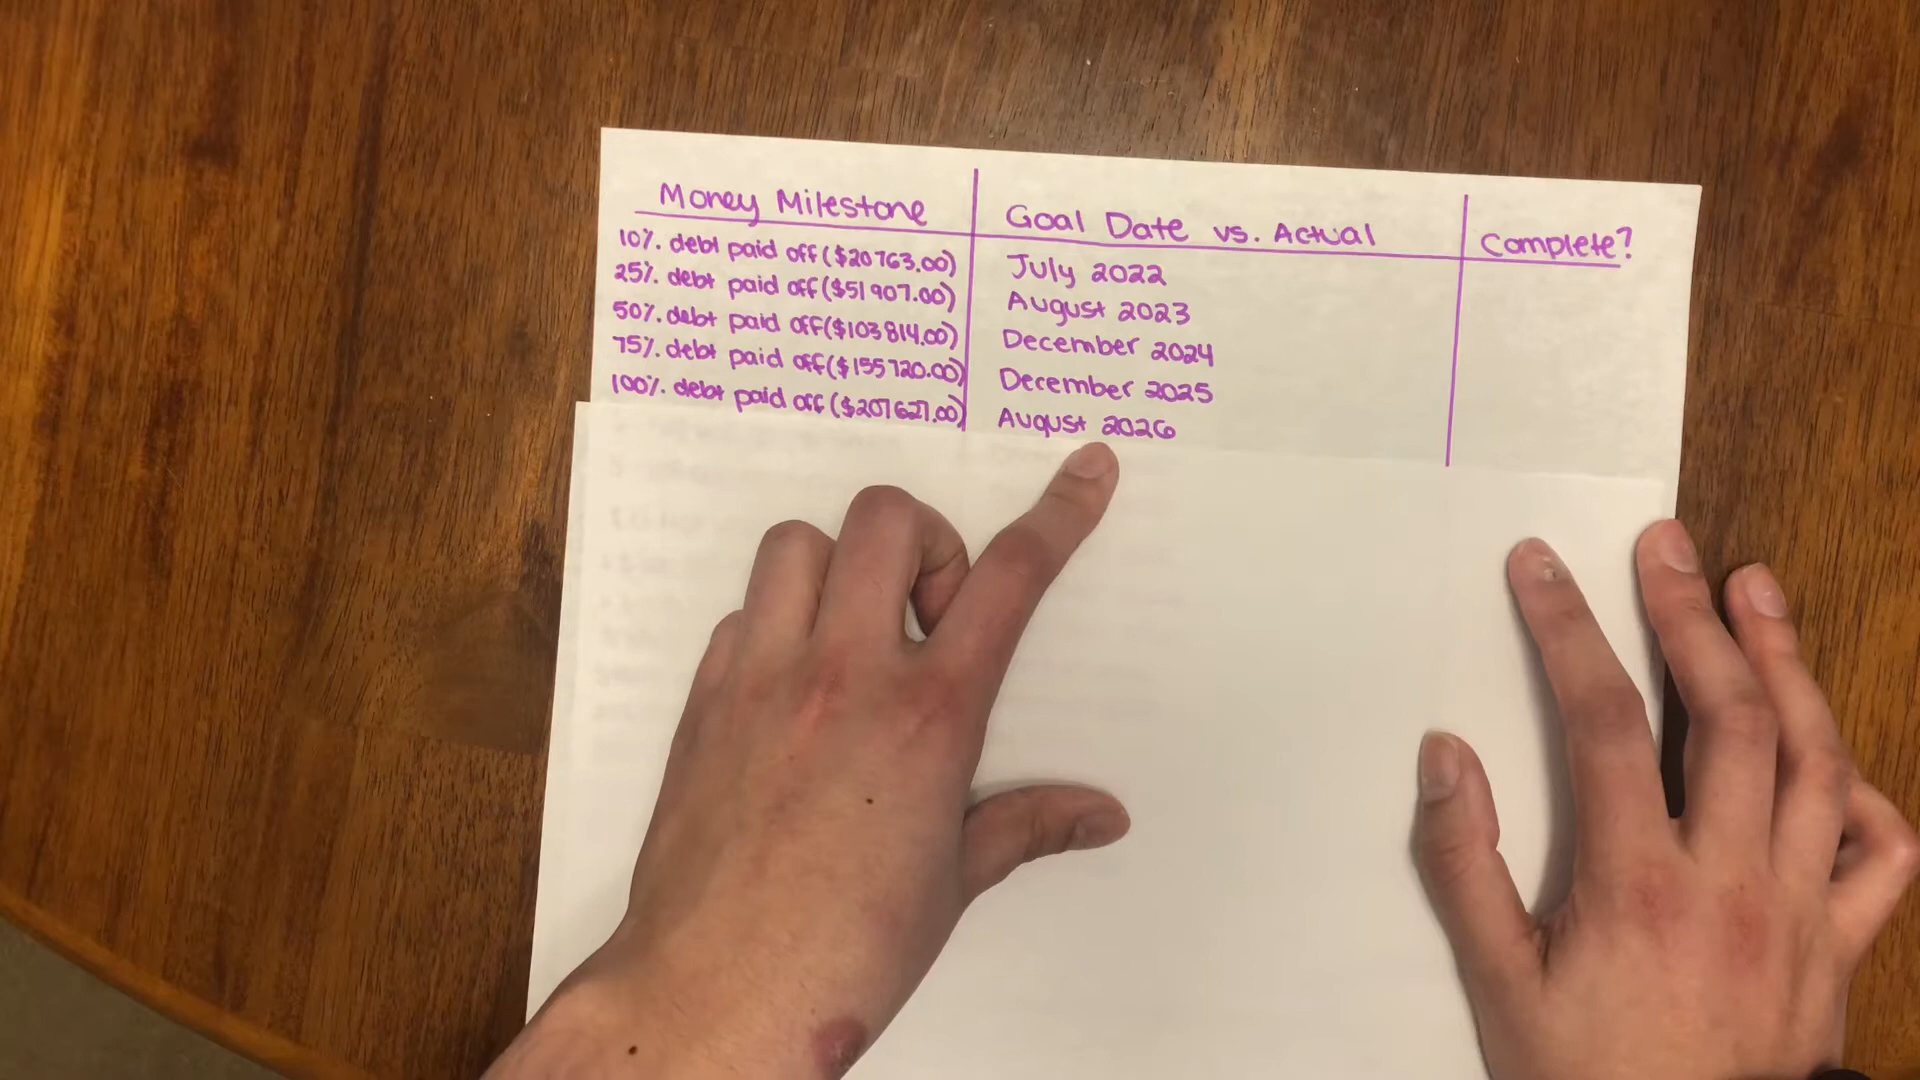 Money Milestone Goal Date vs. Actual Complete?
10%. debt paid off ($20763.00) July 2022
25%. debt paid off ($51907.00) August 2023
50%. debt paid off ($103814.00) December 2024
75%. debt paid off ($155720.00) December 2025
100%. debt paid off ($207627.00) August 2026